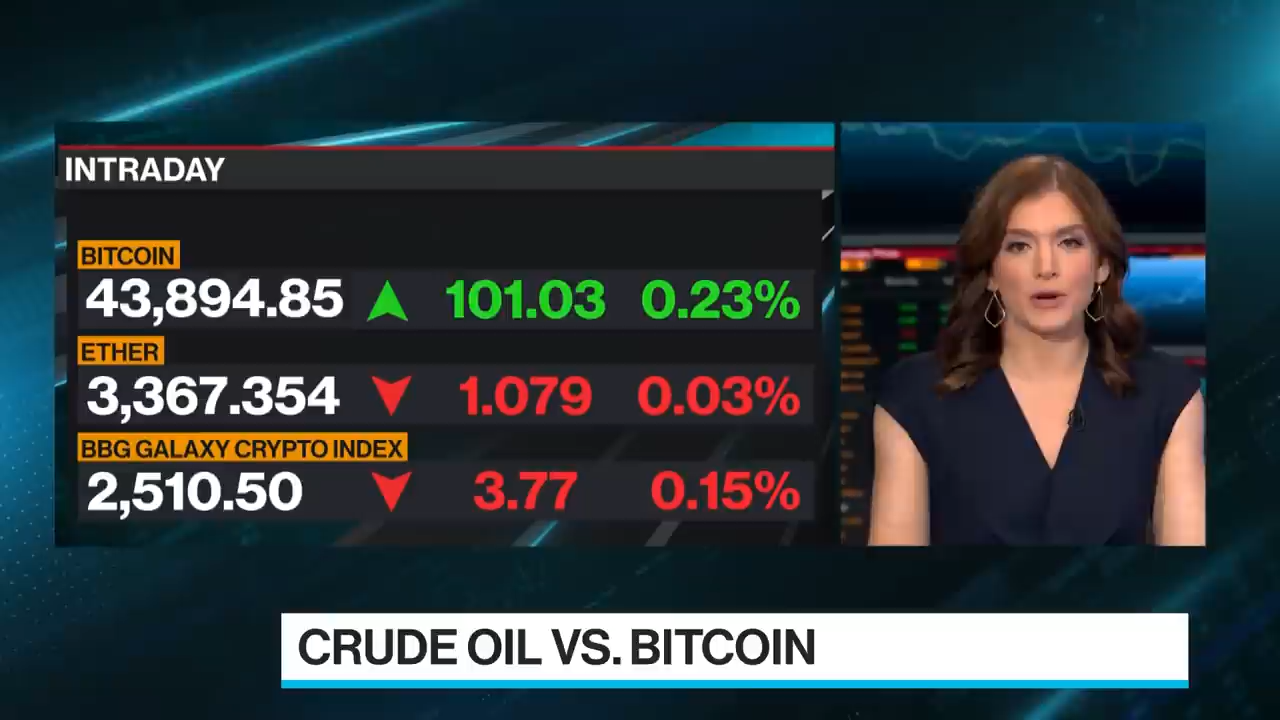 INTRADAY
BITCOIN
43,894.85 ▲ 101.03 0.23%
ETHER
3,367.354 ▼ 1.079 0.03%
BBG GALAXY CRYPTO INDEX
2,510.50 ▼ 3.77 0.15%
CRUDE OIL VS. BITCOIN